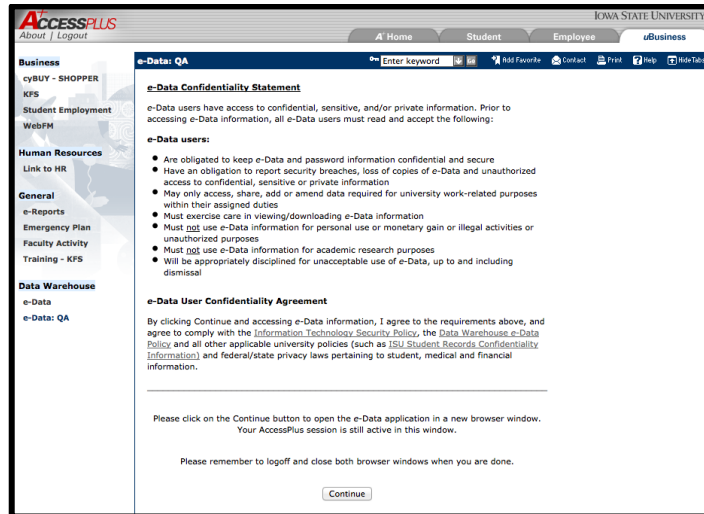 ACCESSPLUS
IOWA STATE UNIVERSITY
About | Logout
A+ Home
Student
Employee
uBusiness
e-Data: QA
Enter keyword
Go
Add Favorite
Contact
Print
Help
HideTabs
Business
cyBUY - SHOPPER
KFS
Student Employment
WebFM
Human Resources
Link to HR
General
e-Reports
Emergency Plan
Faculty Activity
Training - KFS
Data Warehouse
e-Data
e-Data: QA
e-Data Confidentiality Statement
e-Data users have access to confidential, sensitive, and/or private information. Prior to
accessing e-Data information, all e-Data users must read and accept the following:
e-Data users:
● Are obligated to keep e-Data and password information confidential and secure
● Have an obligation to report security breaches, loss of copies of e-Data and unauthorized
access to confidential, sensitive or private information
● May only access, share, add or amend data required for university work-related purposes
within their assigned duties
● Must exercise care in viewing/downloading e-Data information
● Must not use e-Data information for personal use or monetary gain or illegal activities or
unauthorized purposes
● Must not use e-Data information for academic research purposes
● Will be appropriately disciplined for unacceptable use of e-Data, up to and including
dismissal
e-Data User Confidentiality Agreement
By clicking Continue and accessing e-Data information, I agree to the requirements above, and
agree to comply with the Information Technology Security Policy, the Data Warehouse e-Data
Policy and all other applicable university policies (such as ISU Student Records Confidentiality
Information) and federal/state privacy laws pertaining to student, medical and financial
information.
Please click on the Continue button to open the e-Data application in a new browser window.
Your AccessPlus session is still active in this window.
Please remember to logoff and close both browser windows when you are done.
Continue